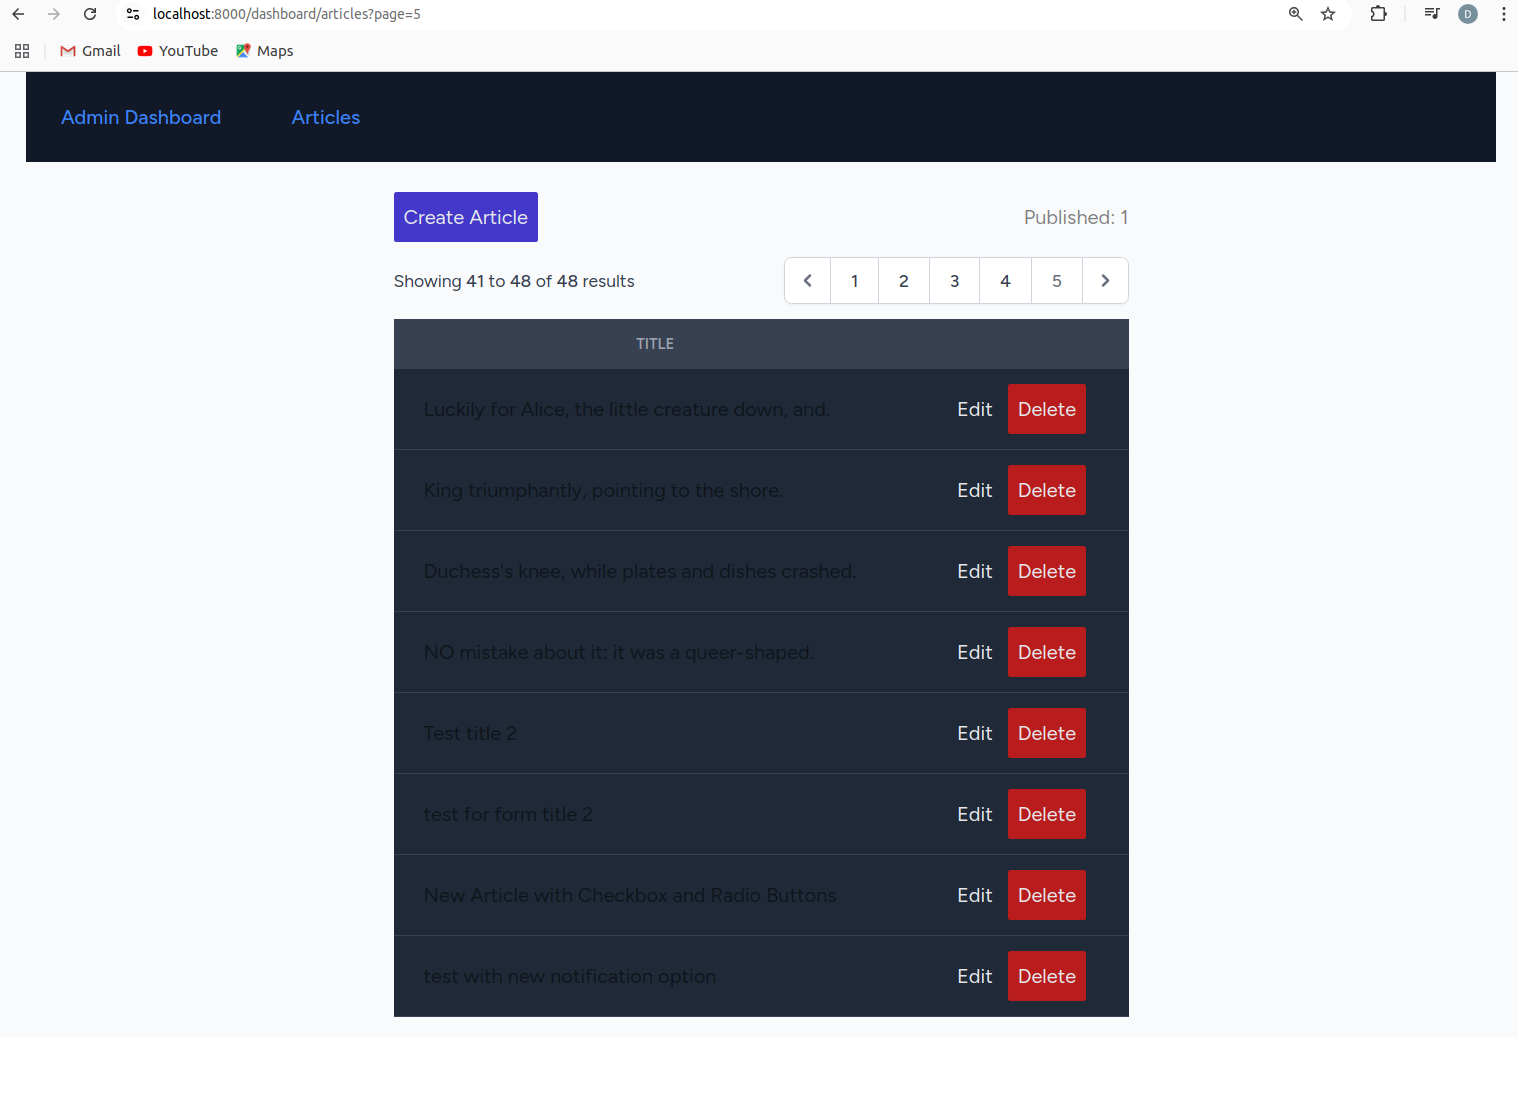 localhost:8000/dashboard/articles?page=5
D
Gmail YouTube Maps
Admin Dashboard Articles
Create Article Published: 1
Showing 41 to 48 of 48 results 1 2 3 4 5
TITLE
Luckily for Alice, the little creature down, and. Edit Delete
King triumphantly, pointing to the shore. Edit Delete
Duchess's knee, while plates and dishes crashed. Edit Delete
NO mistake about it: it was a queer-shaped. Edit Delete
Test title 2 Edit Delete
test for form title 2 Edit Delete
New Article with Checkbox and Radio Buttons Edit Delete
test with new notification option Edit Delete